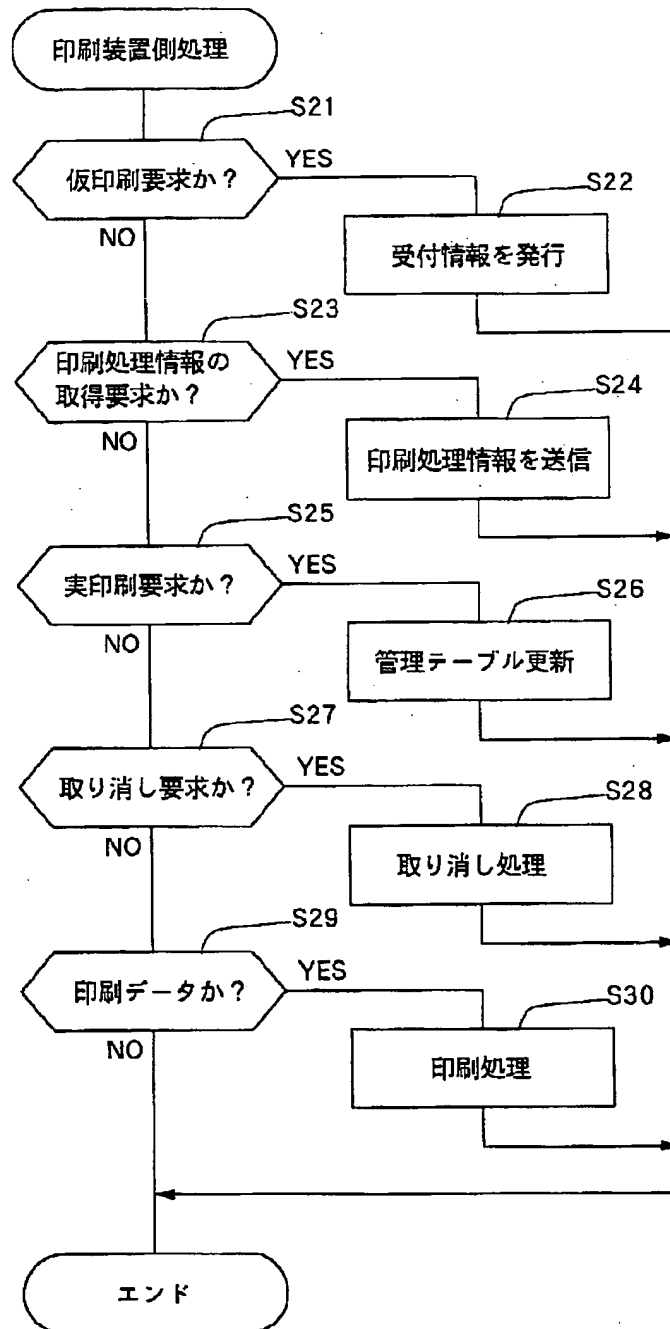 印刷装置側処理
S21
仮印刷要求か？
YES
S22
NO
受付情報を発行
S23
印刷処理情報の
取得要求か？
YES
S24
NO
印刷処理情報を送信
S25
実印刷要求か？
YES
S26
NO
管理テーブル更新
S27
取り消し要求か？
YES
S28
NO
取り消し処理
S29
印刷データか？
YES
S30
NO
印刷処理
エンド